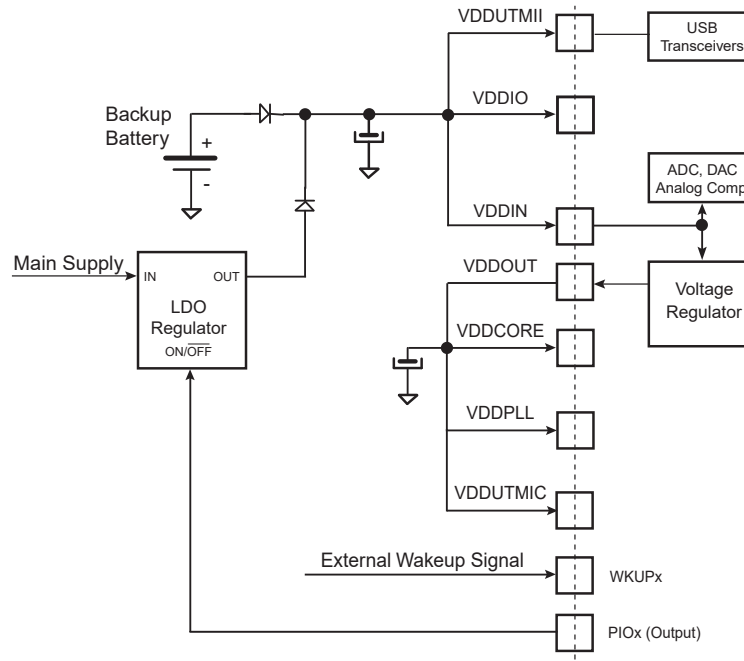 VDDUTMII
USB
Transceivers
VDDIO
Backup
Battery
+
-
VDDIN
ADC, DAC
Analog Comp
Main Supply
IN
OUT
LDO
Regulator
ON/OFF
VDDOUT
Voltage
Regulator
VDDCORE
VDDPLL
VDDUTMIC
External Wakeup Signal
WKUPx
PIOx (Output)